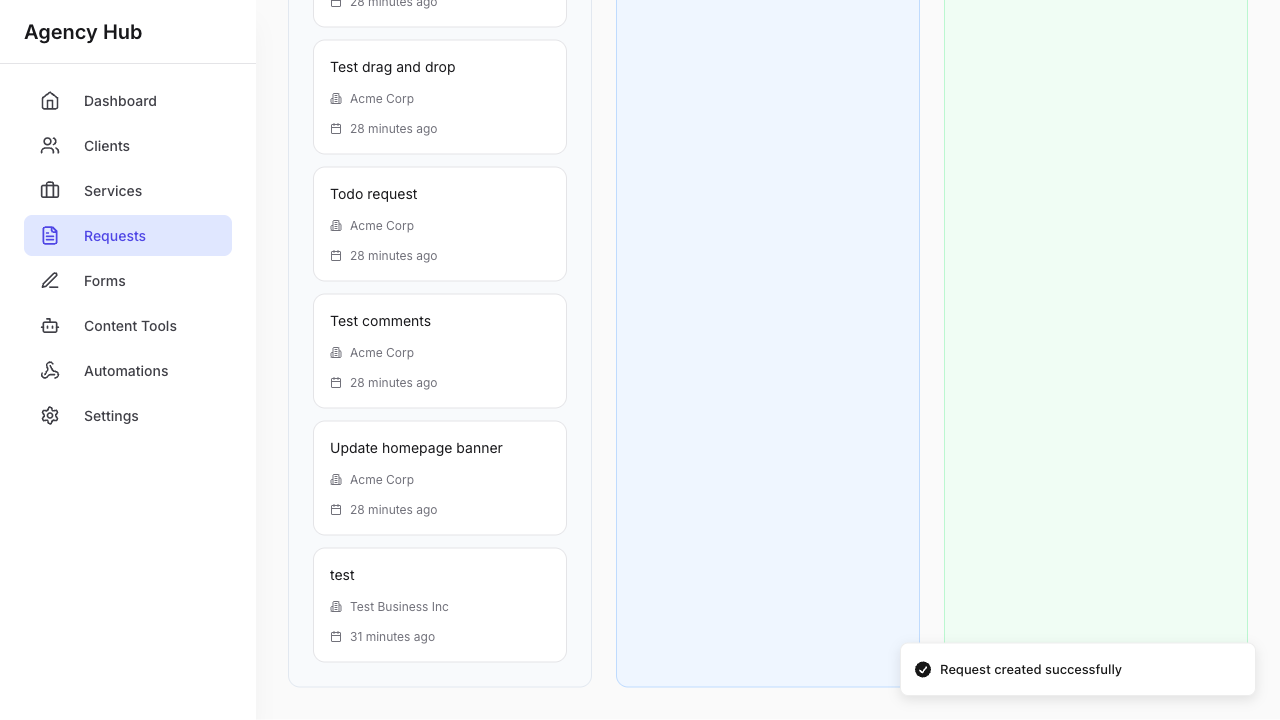 Agency Hub
Dashboard
Clients
Services
Requests
Forms
Content Tools
Automations
Settings
28 minutes ago
Test drag and drop
Acme Corp
28 minutes ago
Todo request
Acme Corp
28 minutes ago
Test comments
Acme Corp
28 minutes ago
Update homepage banner
Acme Corp
28 minutes ago
test
Test Business Inc
31 minutes ago
Request created successfully